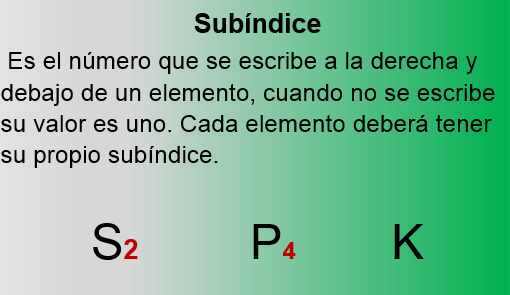 Subíndice
Es el número que se escribe a la derecha y
debajo de un elemento, cuando no se escribe
su valor es uno. Cada elemento deberá tener
su propio subíndice.
S₂ P₄ K